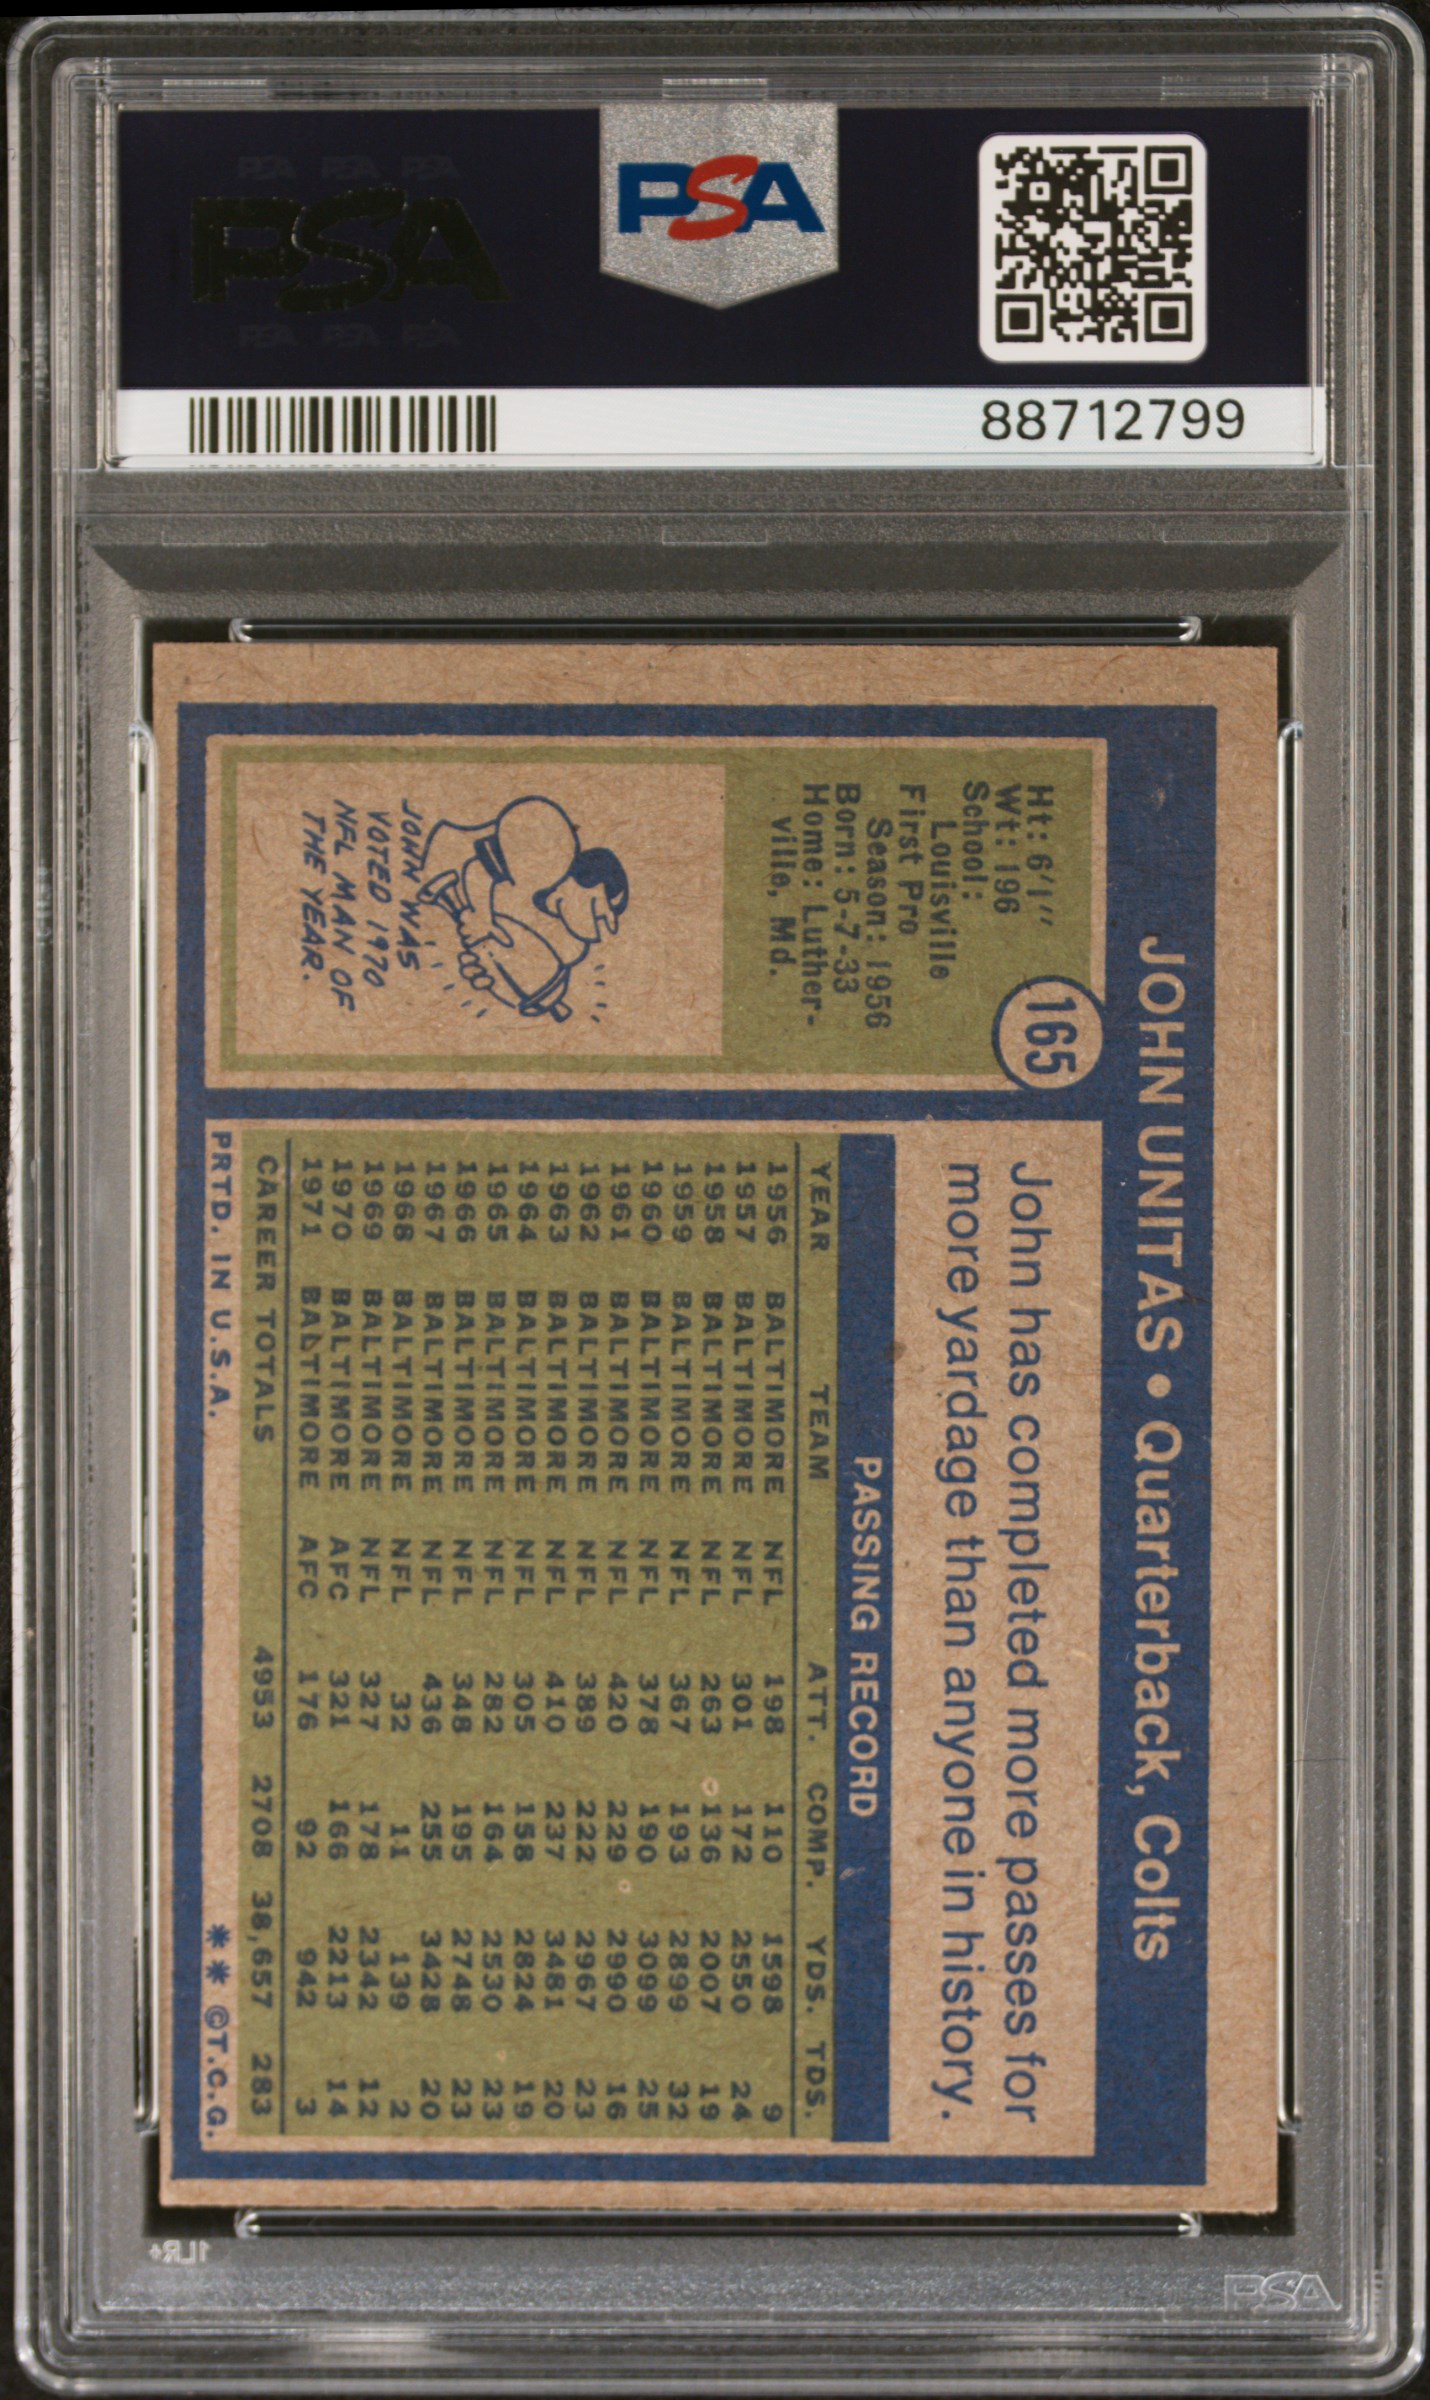 PSA PSA PSA
PSA
PSA PSA PSA
PSA
88712799
JOHN UNITAS • Quarterback, Colts
165
Ht: 6'1"
Wt: 196
School:
Louisville
First Pro
Season: 1956
Born: 5-7-33
Home: Luther-
ville, Md.
JOHN WAS
VOTED 1970
NFL MAN OF
THE YEAR.
John has completed more passes for
more yardage than anyone in history.
PASSING RECORD
YEAR TEAM ATT. COMP. YDS. TDS.
1956 BALTIMORE NFL 198 110 1598 9
1957 BALTIMORE NFL 301 172 2550 24
1958 BALTIMORE NFL 263 136 2007 19
1959 BALTIMORE NFL 367 193 2899 32
1960 BALTIMORE NFL 378 190 3099 25
1961 BALTIMORE NFL 420 229 2990 16
1962 BALTIMORE NFL 389 222 2967 23
1963 BALTIMORE NFL 410 237 3481 20
1964 BALTIMORE NFL 305 158 2824 19
1965 BALTIMORE NFL 282 164 2530 23
1966 BALTIMORE NFL 348 195 2748 23
1967 BALTIMORE NFL 436 255 3428 20
1968 BALTIMORE NFL 32 11 139 2
1969 BALTIMORE NFL 327 178 2342 12
1970 BALTIMORE AFC 321 166 2213 14
1971 BALTIMORE AFC 176 92 942 3
CAREER TOTALS 4953 2708 38,657 283
PRTD. IN U.S.A. ** ©T.C.G.
1LR+
PSA